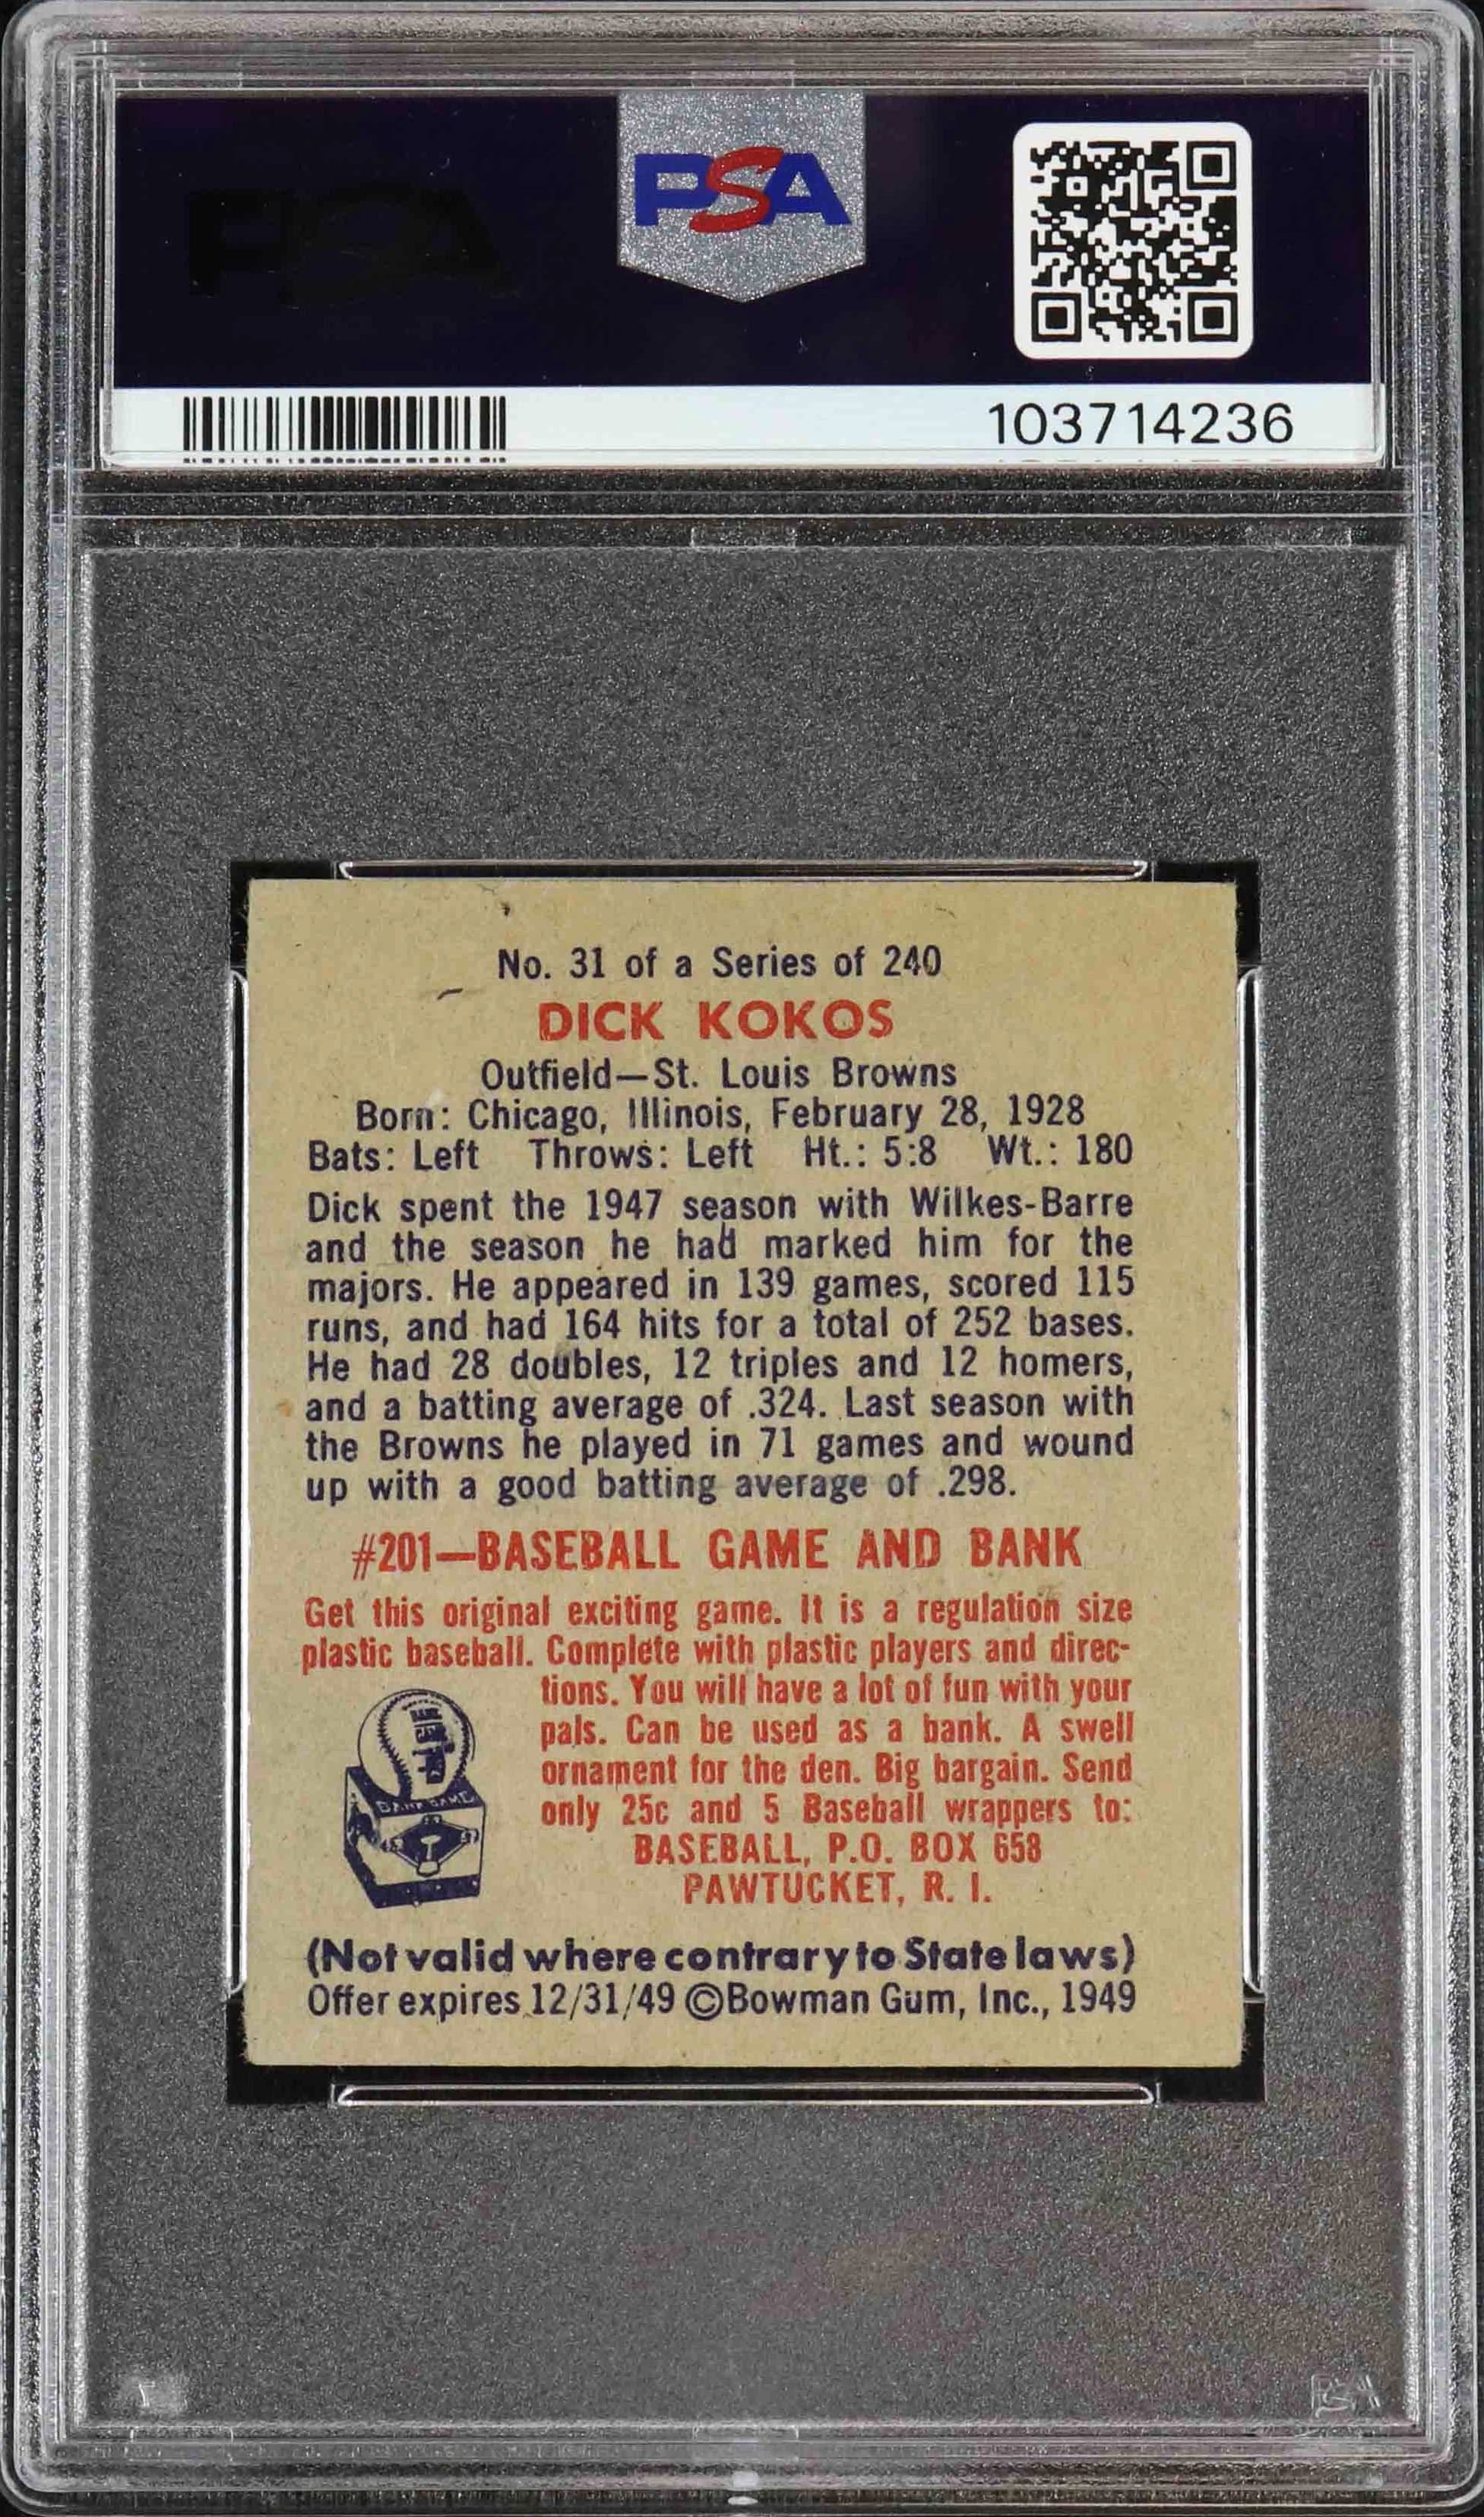 PSA
103714236
No. 31 of a Series of 240
DICK KOKOS
Outfield—St. Louis Browns
Born: Chicago, Illinois, February 28, 1928
Bats: Left Throws: Left Ht.: 5:8 Wt.: 180
Dick spent the 1947 season with Wilkes-Barre
and the season he had marked him for the
majors. He appeared in 139 games, scored 115
runs, and had 164 hits for a total of 252 bases.
He had 28 doubles, 12 triples and 12 homers,
and a batting average of .324. Last season with
the Browns he played in 71 games and wound
up with a good batting average of .298.
#201—BASEBALL GAME AND BANK
Get this original exciting game. It is a regulation size
plastic baseball. Complete with plastic players and direc-
tions. You will have a lot of fun with your
pals. Can be used as a bank. A swell
ornament for the den. Big bargain. Send
only 25c and 5 Baseball wrappers to:
BASEBALL, P.O. BOX 658
PAWTUCKET, R. I.
BANK GAME
(Not valid where contrary to State laws)
Offer expires 12/31/49 ©Bowman Gum, Inc., 1949
PSA